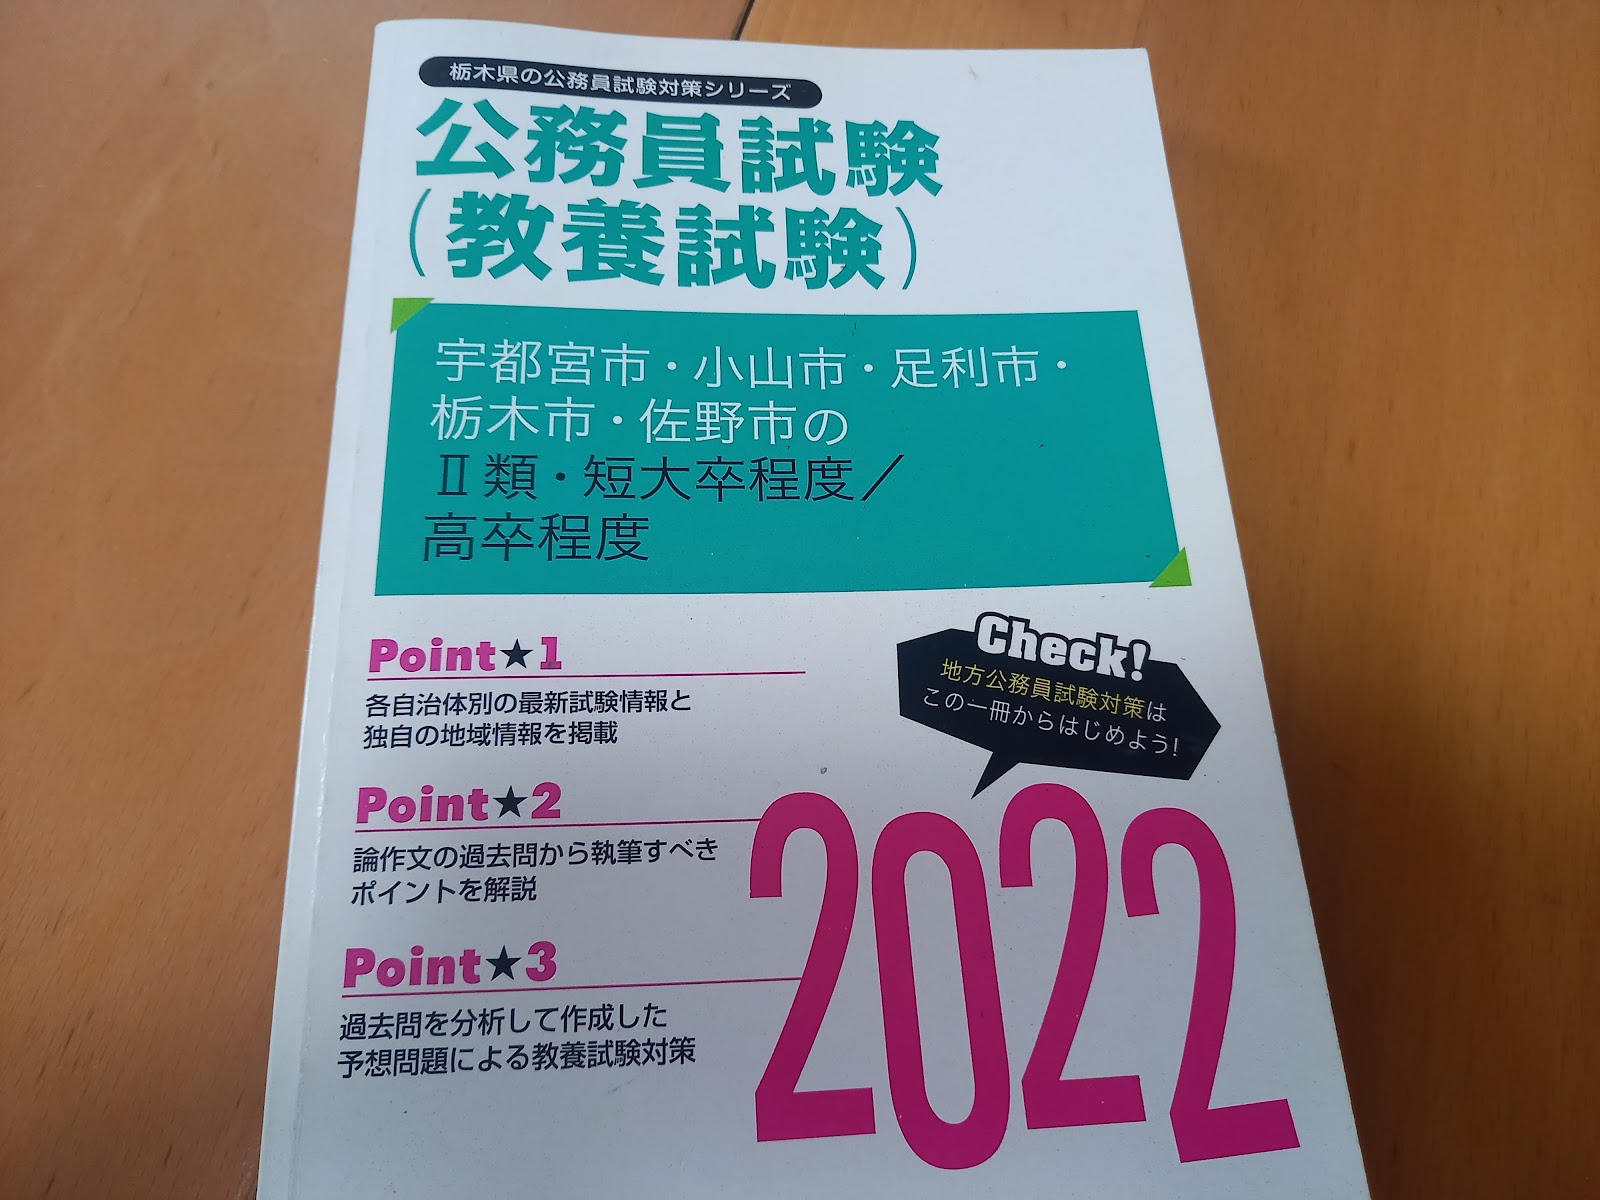 栃木県の公務員試験対策シリーズ
公務員試験
(教養試験)
宇都宮市・小山市・足利市・
栃木市・佐野市の
Ⅱ類・短大卒程度／
高卒程度
Point★1
各自治体別の最新試験情報と
独自の地域情報を掲載
Check!
地方公務員試験対策は
この一冊からはじめよう!
Point★2
論作文の過去問から執筆すべき
ポイントを解説
Point★3
過去問を分析して作成した
予想問題による教養試験対策
2022